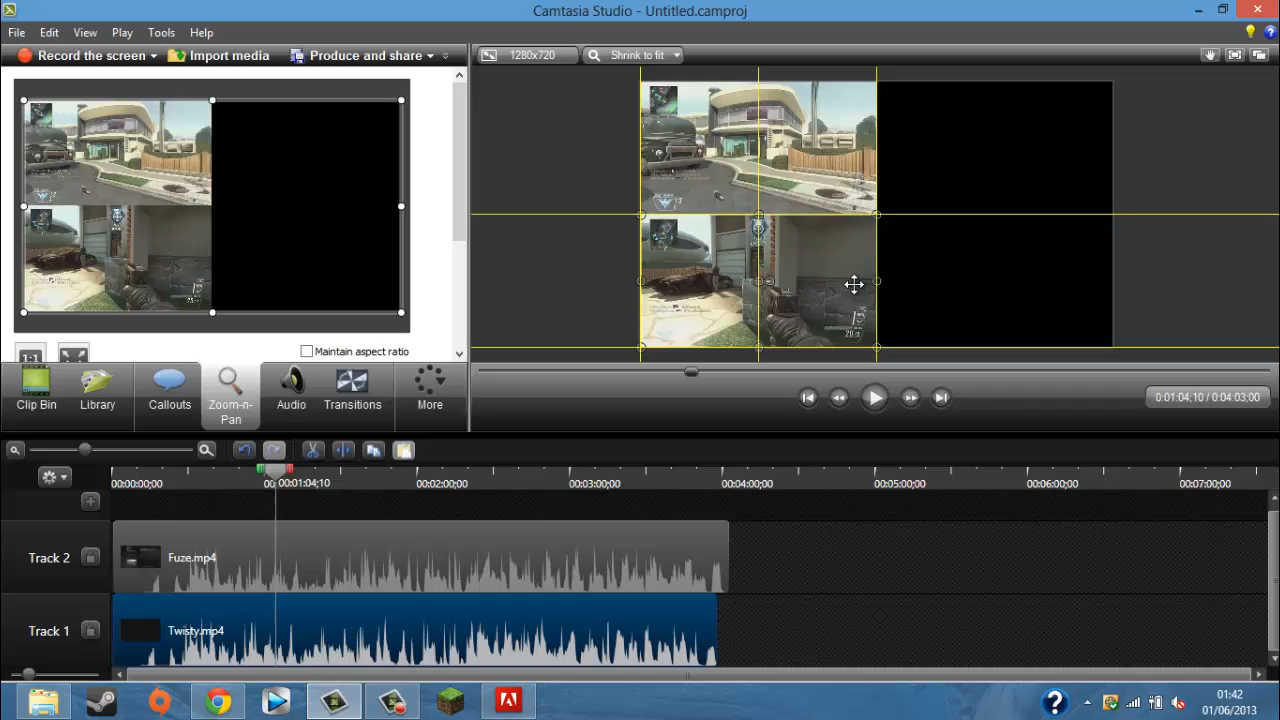 Camtasia Studio - Untitled.camproj
File Edit View Play Tools Help
Record the screen Import media Produce and share
1280x720 Shrink to fit
Maintain aspect ratio
1:1
Clip Bin Library Callouts Zoom-n-Pan Audio Transitions More
0:01:04;10 / 0:04:03;00
00:00:00;00 00:01:04;10 00:02:00;00 00:03:00;00 00:04:00;00 00:05:00;00 00:06:00;00 00:07:00;00
Track 2 Fuze.mp4
Track 1 Twisty.mp4
01:42
01/06/2013